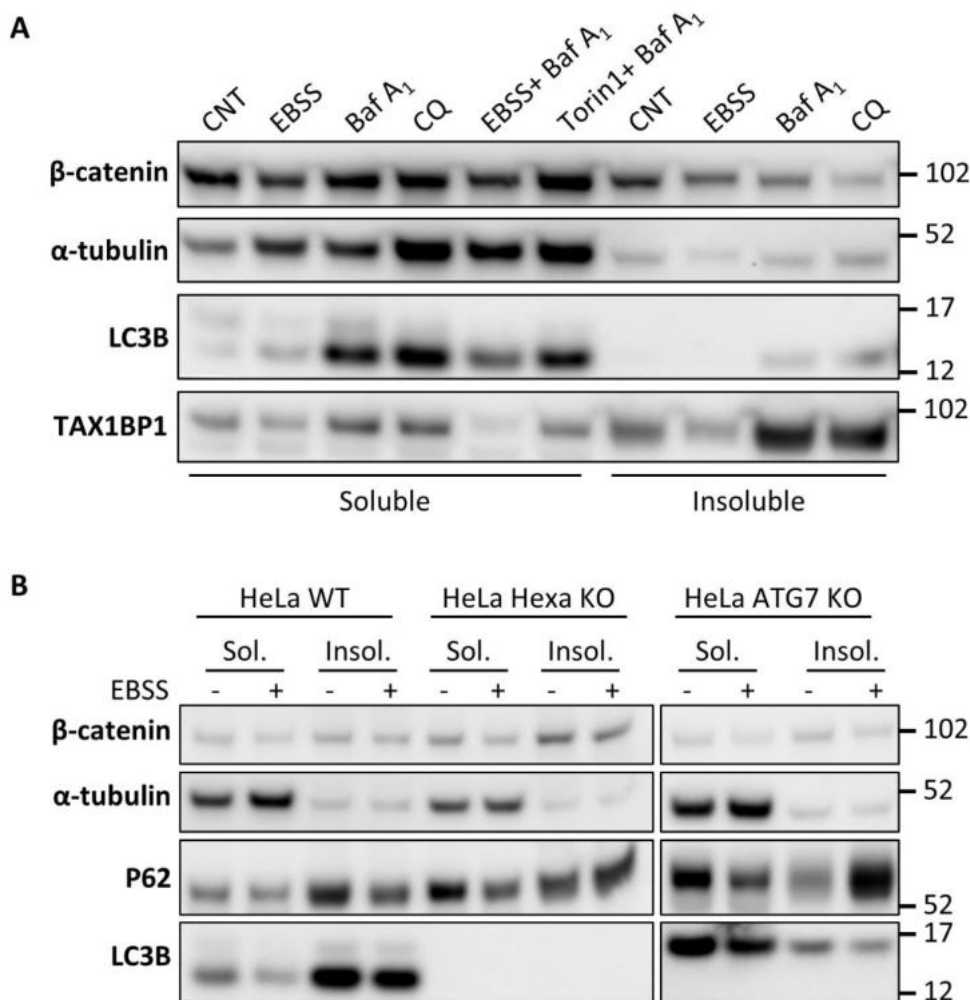 A
CNT EBSS Baf A1 CQ EBSS+ Baf A1 Torin1+ Baf A1 CNT EBSS Baf A1 CQ
β-catenin 102
α-tubulin 52
LC3B 17
12
TAX1BP1 102
Soluble Insoluble
B
HeLa WT HeLa Hexa KO HeLa ATG7 KO
Sol. Insol. Sol. Insol. Sol. Insol.
EBSS - + - + - + - + - + - +
β-catenin 102
α-tubulin 52
P62 52
LC3B 17
12